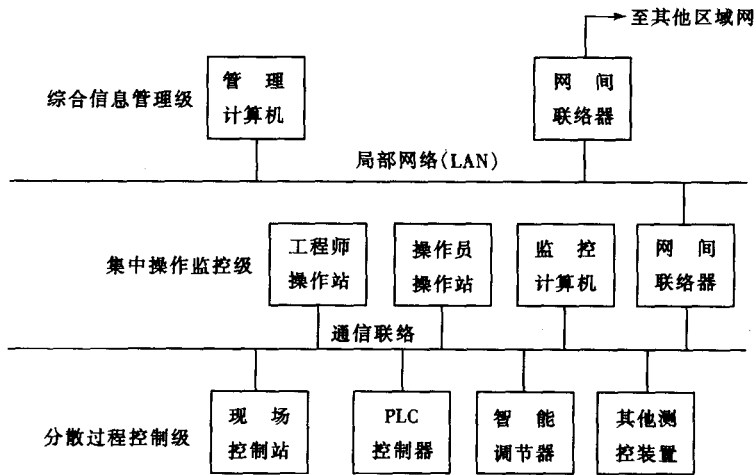 至其他区域网
综合信息管理级
管理
计算机
网间
联络器
局部网络(LAN)
集中操作监控级
工程师
操作站
操作员
操作站
监控
计算机
网间
联络器
通信联络
分散过程控制级
现场
控制站
PLC
控制器
智能
调节器
其他测
控装置